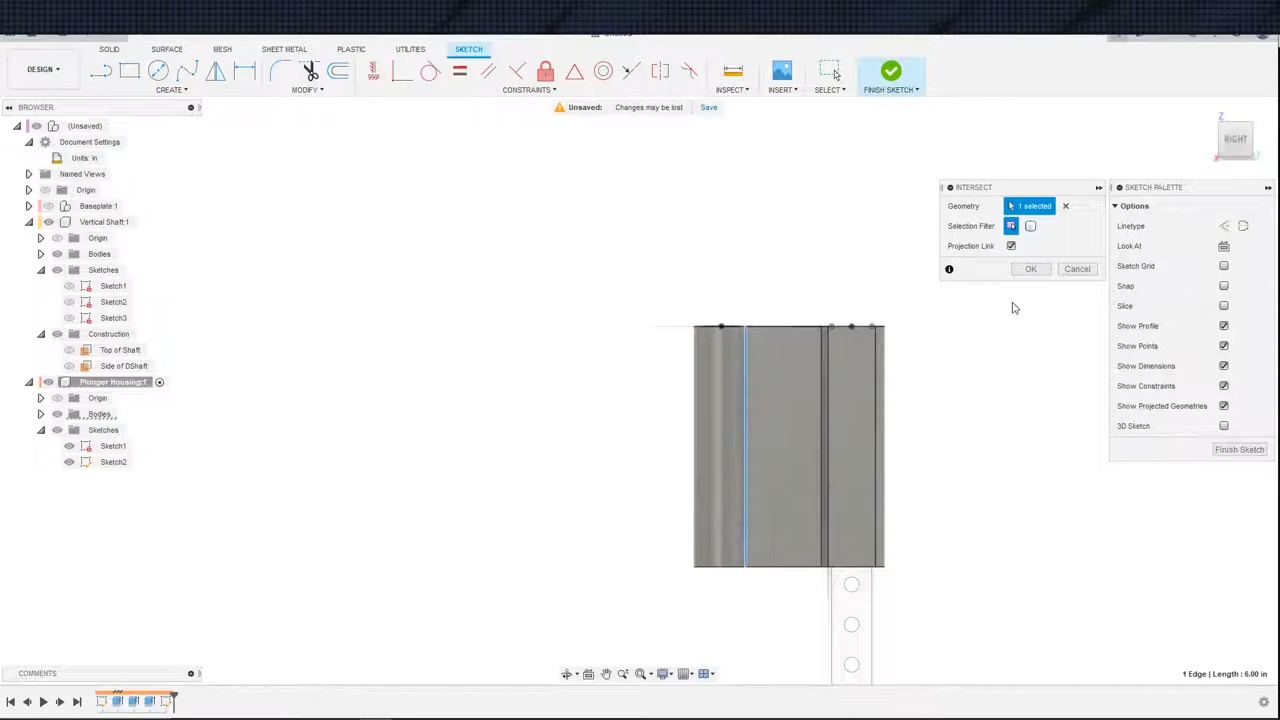 SOLID SURFACE MESH SHEET METAL PLASTIC UTILITIES SKETCH
DESIGN
CREATE MODIFY CONSTRAINTS INSPECT INSERT SELECT FINISH SKETCH
BROWSER
Unsaved: Changes may be lost Save
(Unsaved)
Document Settings
Units: in
Named Views
Origin
Baseplate:1
Vertical Shaft:1
Origin
Bodies
Sketches
Sketch1
Sketch2
Sketch3
Construction
Top of Shaft
Side of DShaft
Plunger Housing:1
Origin
Bodies
Sketches
Sketch1
Sketch2
Z
RIGHT
X Y
INTERSECT
Geometry 1 selected
Selection Filter
Projection Link
OK Cancel
SKETCH PALETTE
Options
Linetype
Look At
Sketch Grid
Snap
Slice
Show Profile
Show Points
Show Dimensions
Show Constraints
Show Projected Geometries
3D Sketch
Finish Sketch
COMMENTS
1 Edge | Length : 6.00 in